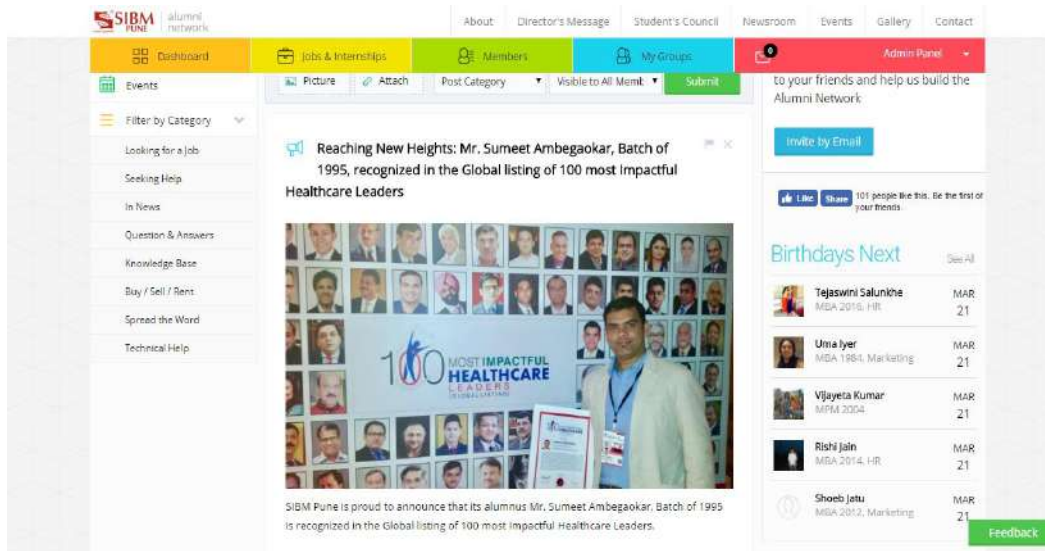 SIBM PUNE alumni network
About Director's Message Student's Council Newsroom Events Gallery Contact
Dashboard Jobs & Internships Members My Groups 0 Admin Panel
Events
Filter by Category
Looking for a Job
Seeking Help
In News
Question & Answers
Knowledge Base
Buy / Sell / Rent
Spread the Word
Technical Help
Picture Attach Post Category Visible to All Memb Submit
Reaching New Heights: Mr. Sumeet Ambegaokar, Batch of
1995, recognized in the Global listing of 100 most Impactful
Healthcare Leaders
100 MOST IMPACTFUL
HEALTHCARE
LEADERS
(GLOBAL LISTING)
SIBM Pune is proud to announce that its alumnus Mr. Sumeet Ambegaokar, Batch of 1995
is recognized in the Global listing of 100 most Impactful Healthcare Leaders.
to your friends and help us build the
Alumni Network
Invite by Email
Like Share 101 people like this. Be the first of
your friends.
Birthdays Next See All
Tejaswini Salunkhe MAR
MBA 2016, HR 21
Uma Iyer MAR
MBA 1984, Marketing 21
Vijayeta Kumar MAR
MPM 2004 21
Rishi Jain MAR
MBA 2014, HR 21
Shoeb Jatu MAR
MBA 2012, Marketing 21
Feedback